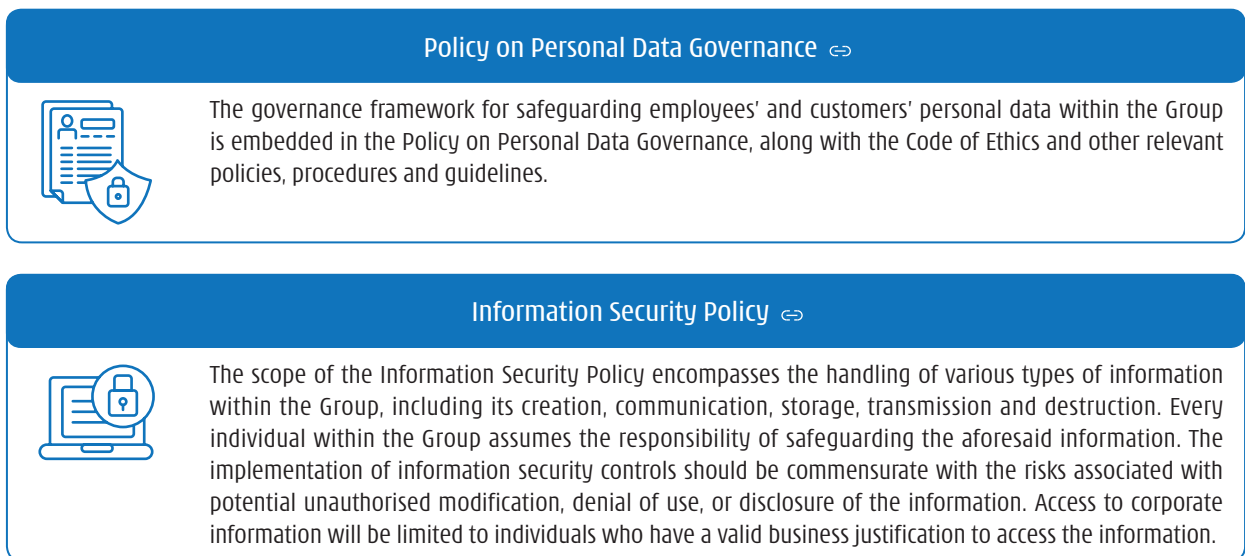 Policy on Personal Data Governance
The governance framework for safeguarding employees’ and customers’ personal data within the Group
is embedded in the Policy on Personal Data Governance, along with the Code of Ethics and other relevant
policies, procedures and guidelines.
Information Security Policy
The scope of the Information Security Policy encompasses the handling of various types of information
within the Group, including its creation, communication, storage, transmission and destruction. Every
individual within the Group assumes the responsibility of safeguarding the aforesaid information. The
implementation of information security controls should be commensurate with the risks associated with
potential unauthorised modification, denial of use, or disclosure of the information. Access to corporate
information will be limited to individuals who have a valid business justification to access the information.